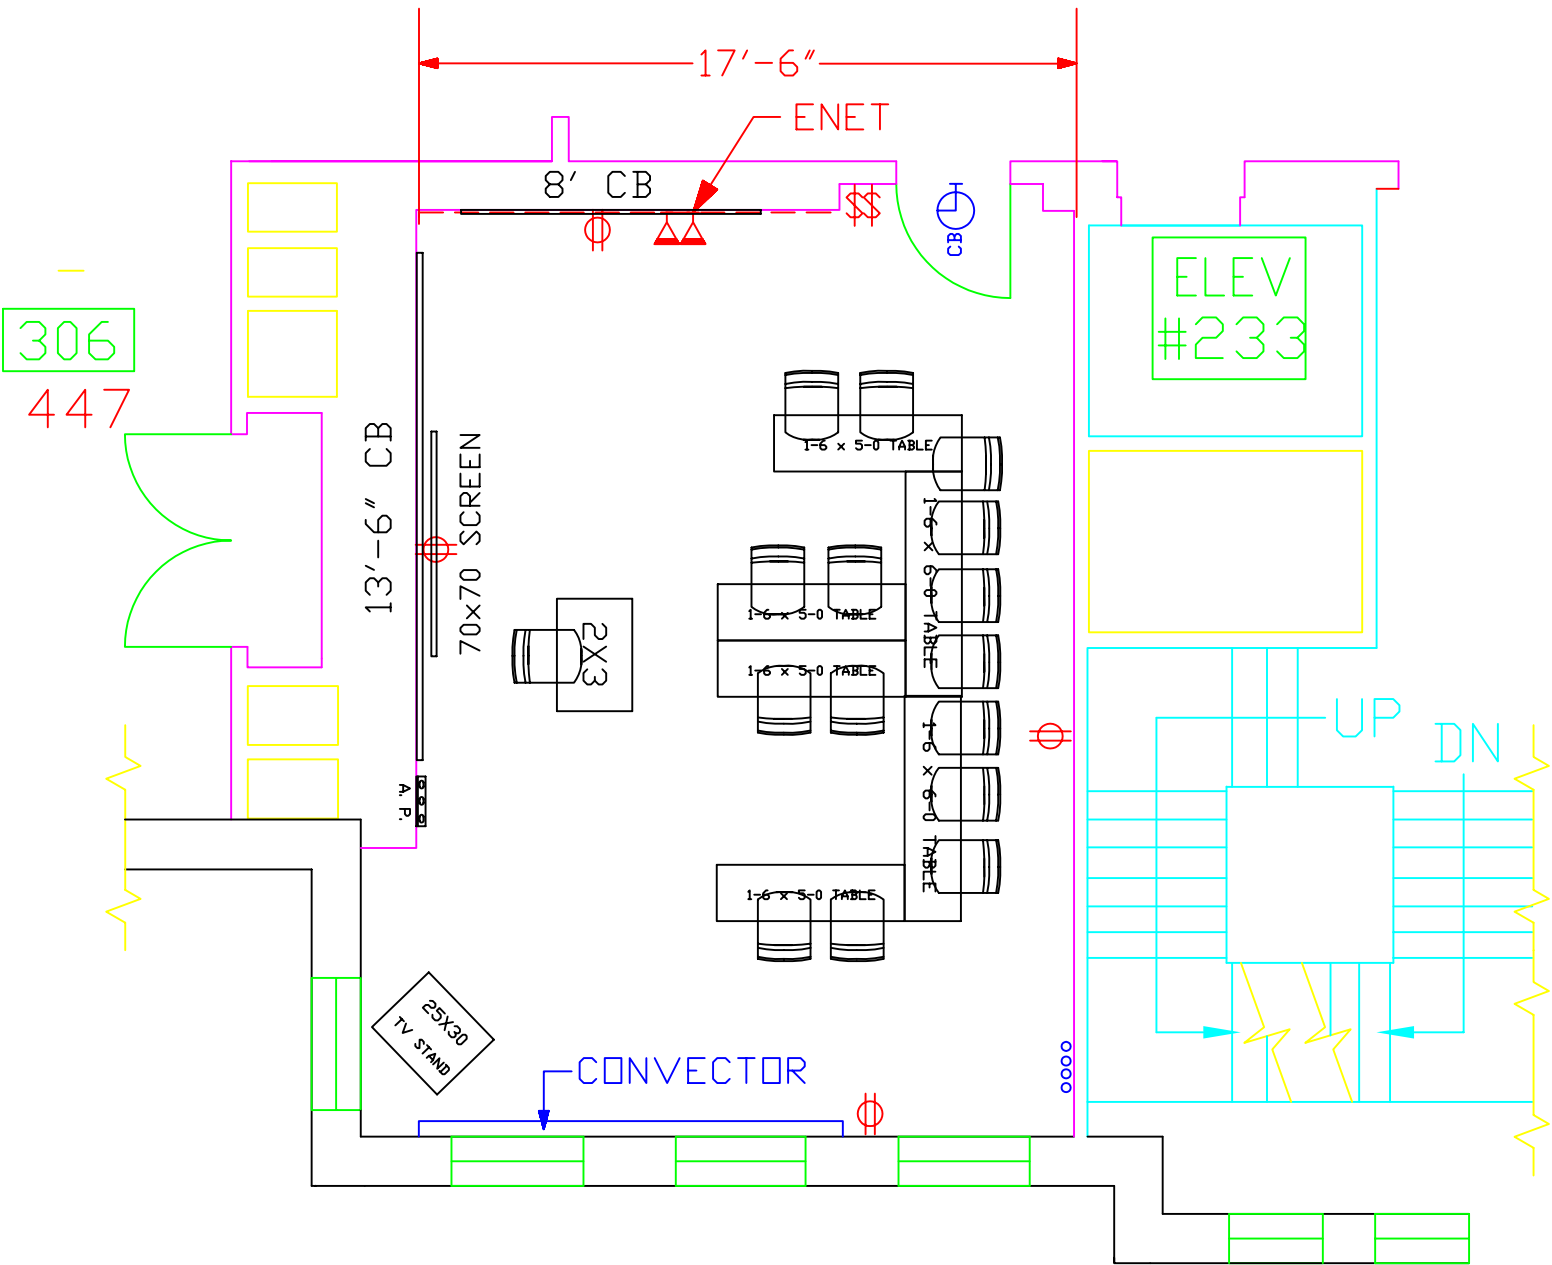 17'-6"
ENET
8' CB
CB
ELEV
#233
306
447
13'-6" CB
70x70 SCREEN
1-6 x 5-0 TABLE
1-6 x 6-0 TABLE
1-6 x 5-0 TABLE
2X3
1-6 x 5-0 TABLE
UP
DN
1-6 x 6-0 TABLE
A. P.
1-6 x 5-0 TABLE
25X30
TV STAND
CONVECTOR